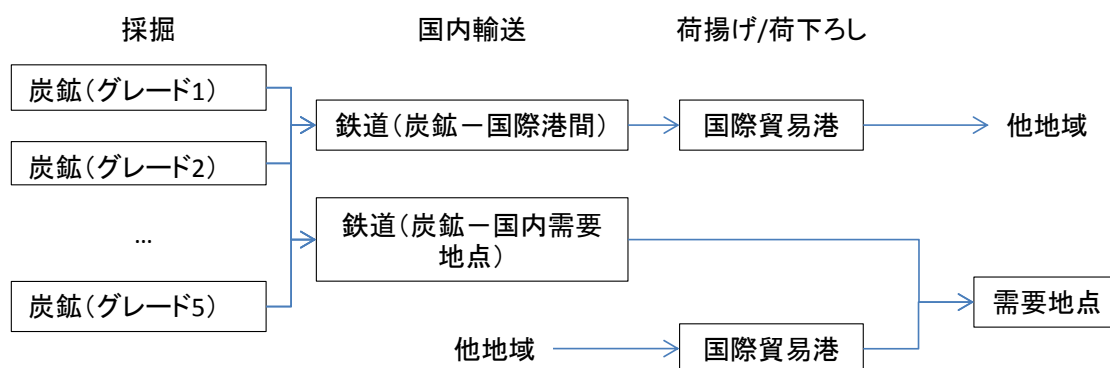 採掘
国内輸送
荷揚げ/荷下ろし
炭鉱(グレード1)
炭鉱(グレード2)
...
炭鉱(グレード5)
鉄道(炭鉱－国際港間)
国際貿易港
他地域
鉄道(炭鉱－国内需要
地点)
他地域
国際貿易港
需要地点